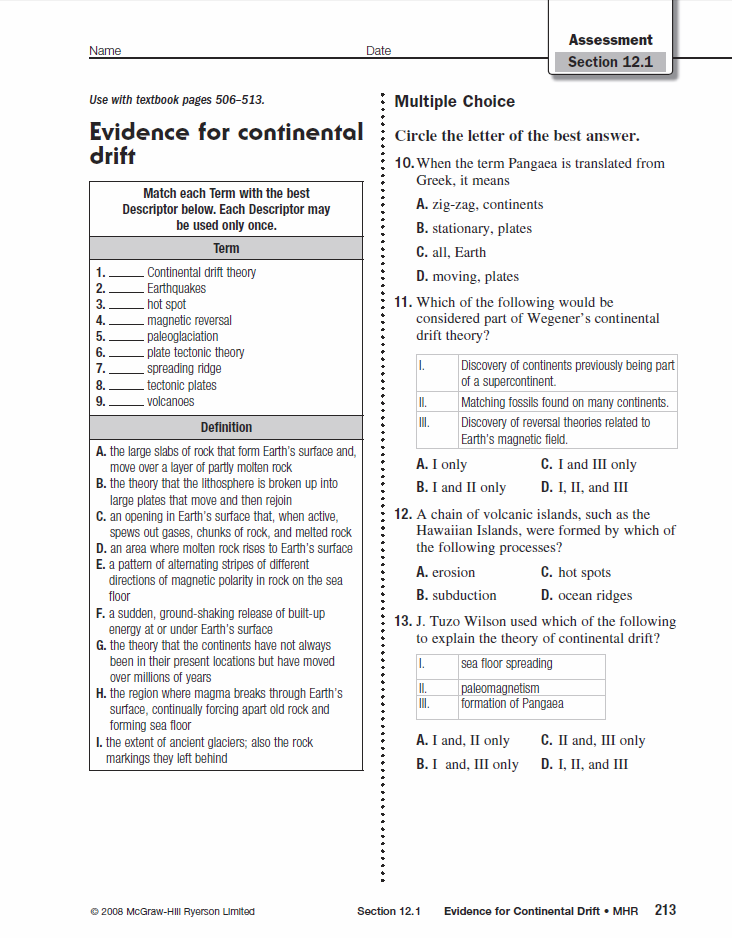 Assessment
Section 12.1
Name
Date
Use with textbook pages 506–513.
Evidence for continental
drift
Match each Term with the best
Descriptor below. Each Descriptor may
be used only once.
Term
1. ______ Continental drift theory
2. ______ Earthquakes
3. ______ hot spot
4. ______ magnetic reversal
5. ______ paleoglaciation
6. ______ plate tectonic theory
7. ______ spreading ridge
8. ______ tectonic plates
9. ______ volcanoes
Definition
A. the large slabs of rock that form Earth's surface and,
move over a layer of partly molten rock
B. the theory that the lithosphere is broken up into
large plates that move and then rejoin
C. an opening in Earth's surface that, when active,
spews out gases, chunks of rock, and melted rock
D. an area where molten rock rises to Earth's surface
E. a pattern of alternating stripes of different
directions of magnetic polarity in rock on the sea
floor
F. a sudden, ground-shaking release of built-up
energy at or under Earth's surface
G. the theory that the continents have not always
been in their present locations but have moved
over millions of years
H. the region where magma breaks through Earth's
surface, continually forcing apart old rock and
forming sea floor
I. the extent of ancient glaciers; also the rock
markings they left behind
Multiple Choice
Circle the letter of the best answer.
10. When the term Pangaea is translated from
Greek, it means
A. zig-zag, continents
B. stationary, plates
C. all, Earth
D. moving, plates
11. Which of the following would be
considered part of Wegener's continental
drift theory?
I. Discovery of continents previously being part
of a supercontinent.
II. Matching fossils found on many continents.
III. Discovery of reversal theories related to
Earth's magnetic field.
A. I only C. I and III only
B. I and II only D. I, II, and III
12. A chain of volcanic islands, such as the
Hawaiian Islands, were formed by which of
the following processes?
A. erosion C. hot spots
B. subduction D. ocean ridges
13. J. Tuzo Wilson used which of the following
to explain the theory of continental drift?
I. sea floor spreading
II. paleomagnetism
III. formation of Pangaea
A. I and, II only C. II and, III only
B. I and, III only D. I, II, and III
© 2008 McGraw-Hill Ryerson Limited
Section 12.1 Evidence for Continental Drift • MHR 213